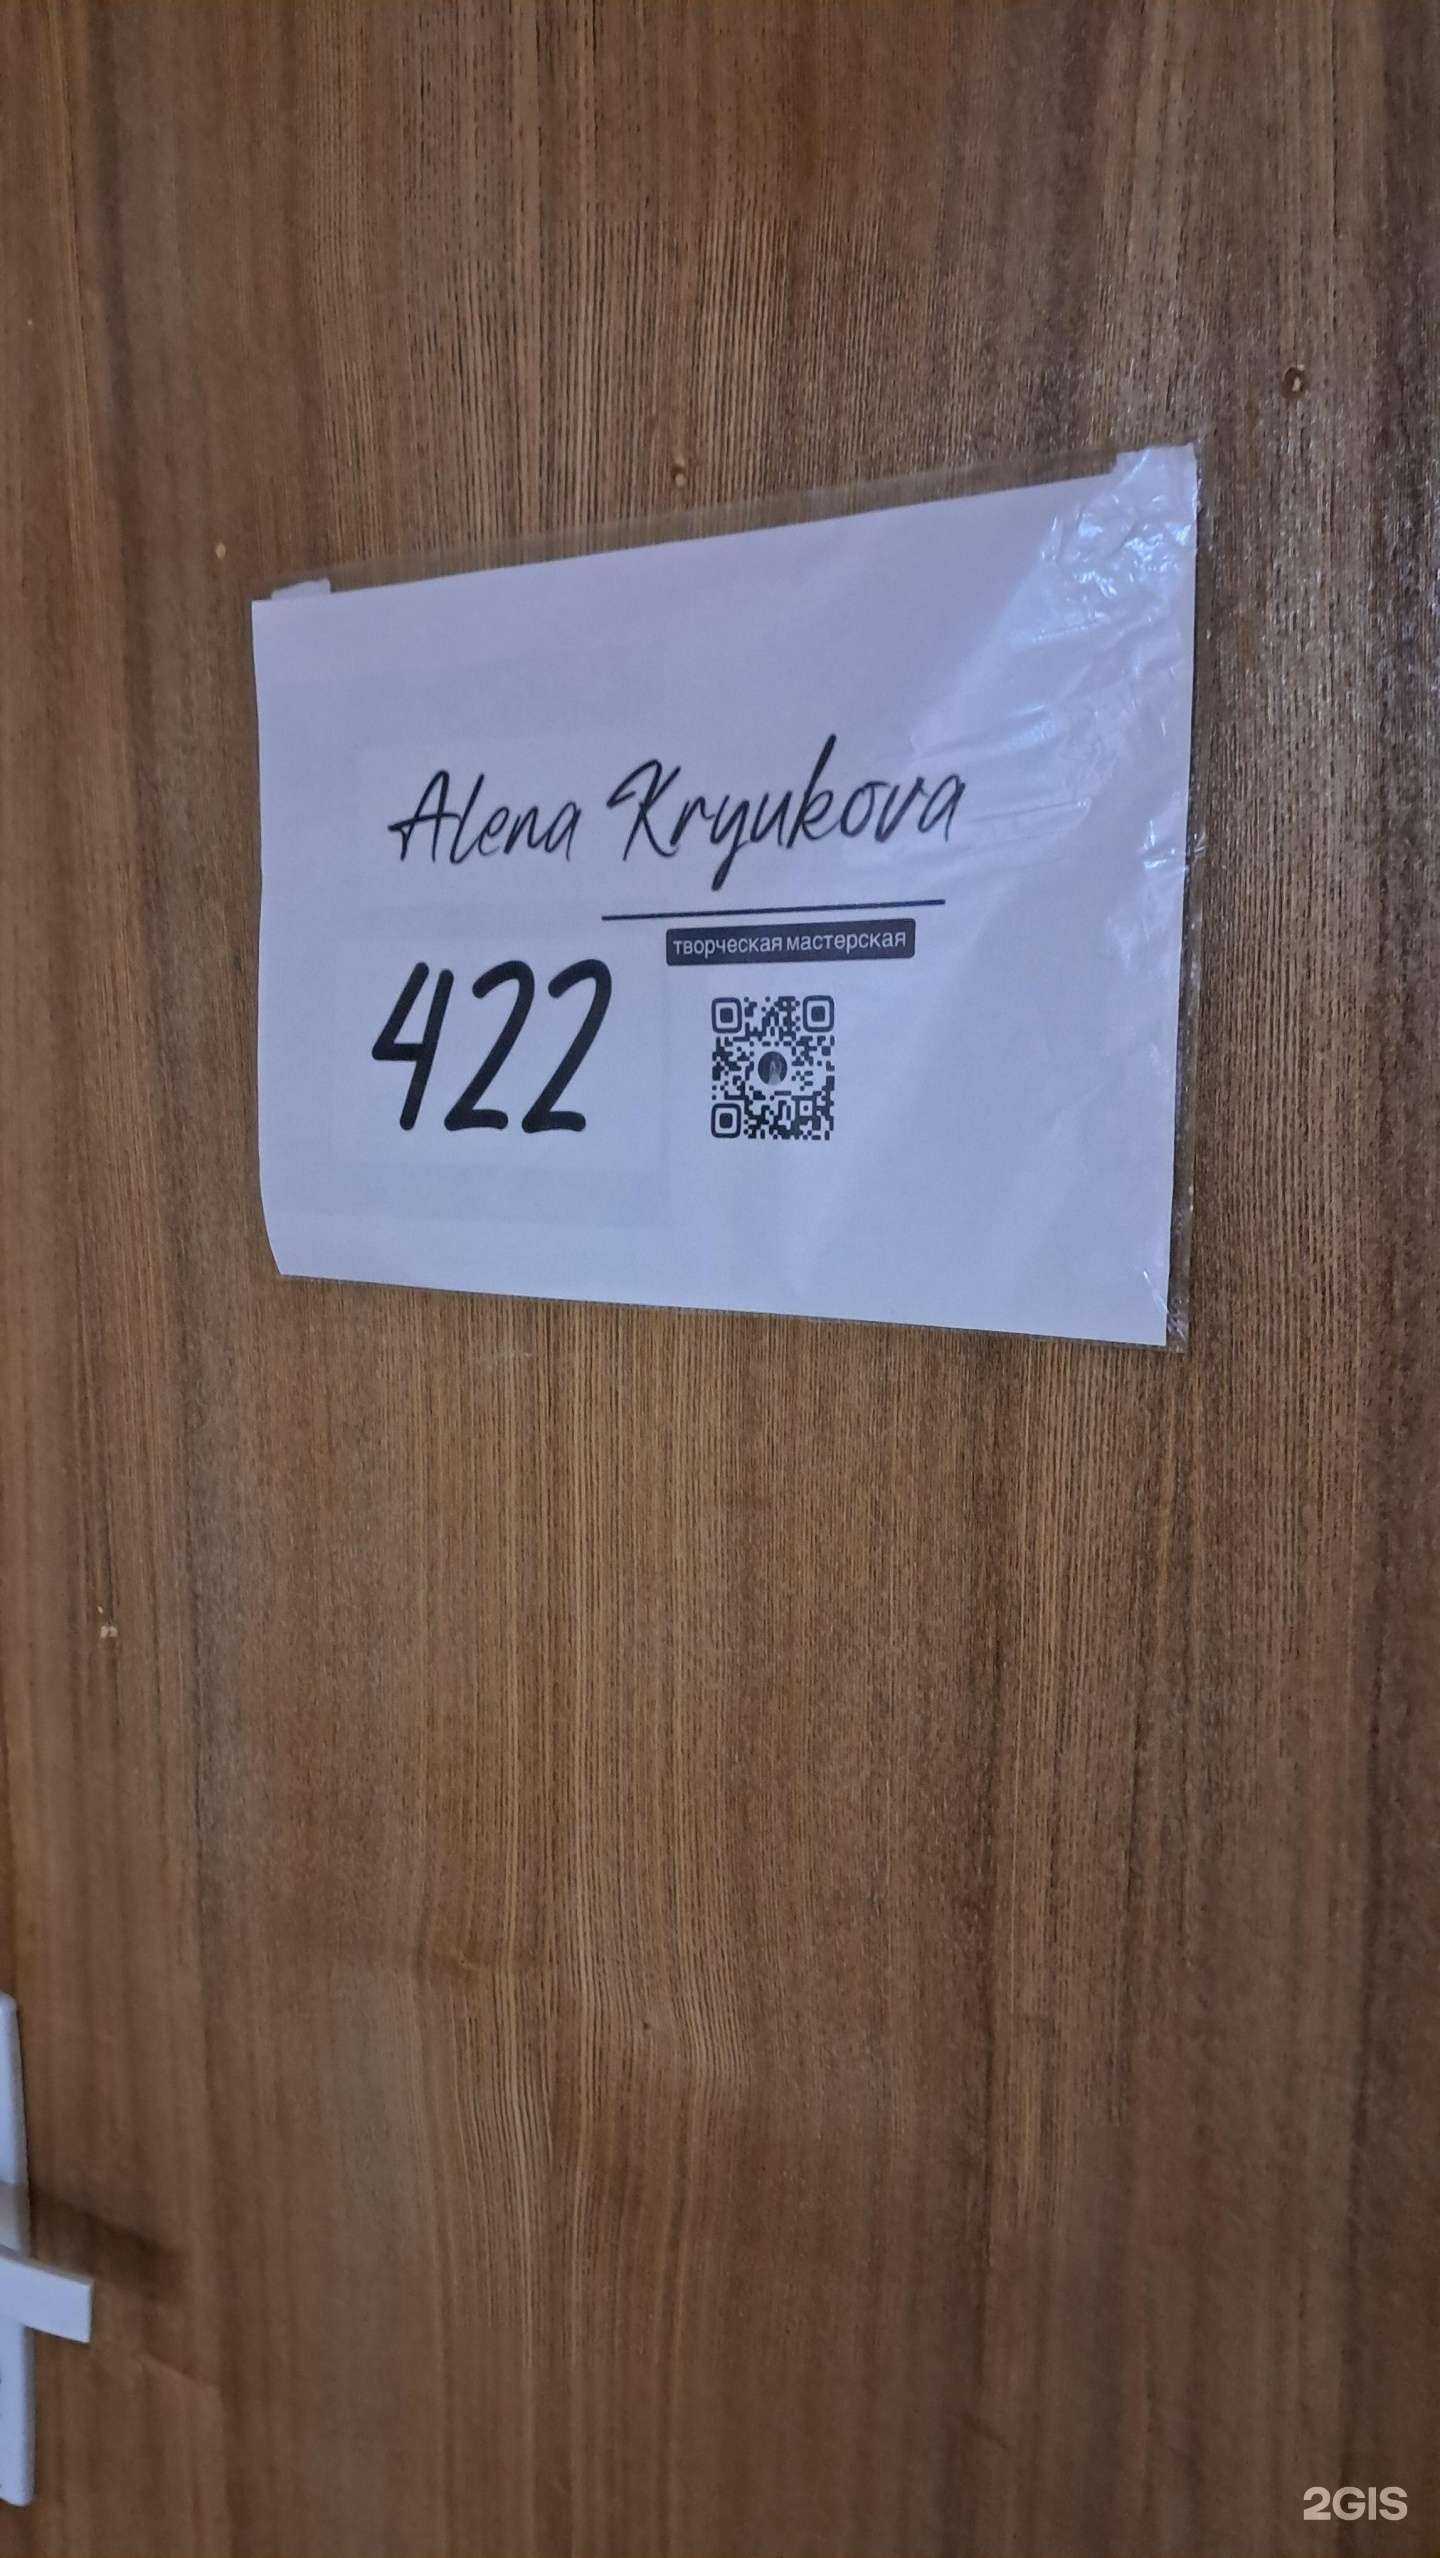 Alena Kryukova
творческая мастерская
422
2GIS